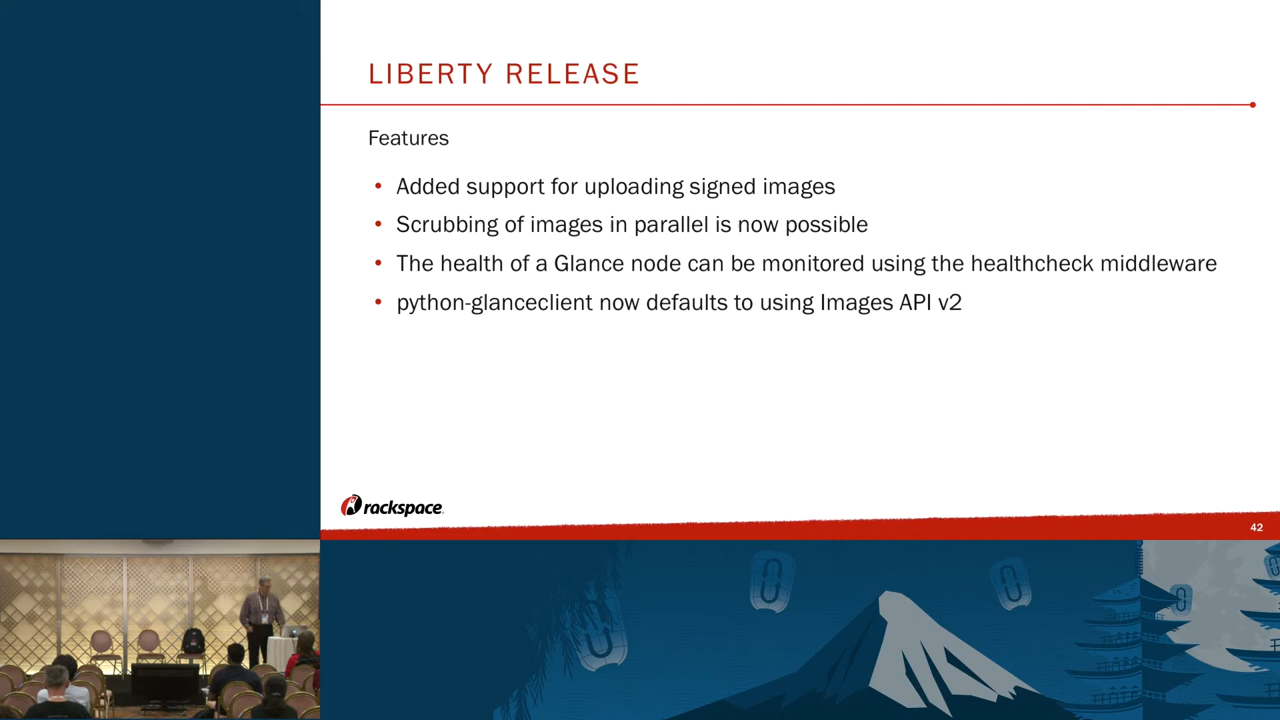 LIBERTY RELEASE
Features
• Added support for uploading signed images
• Scrubbing of images in parallel is now possible
• The health of a Glance node can be monitored using the healthcheck middleware
• python-glanceclient now defaults to using Images API v2
rackspace
42